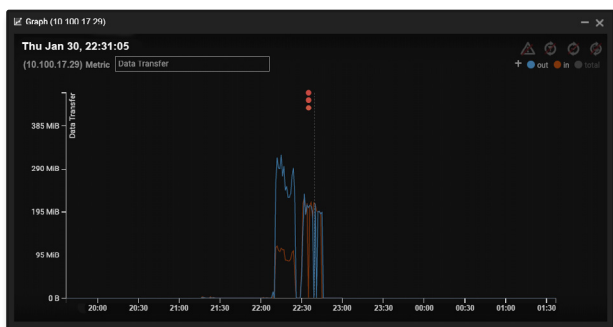 Graph (10.100.17.29)
Thu Jan 30, 22:31:05
(10.100.17.29) Metric Data Transfer
+ out in total
Data Transfer
385 MiB
290 MiB
195 MiB
95 MiB
0 B
20:00 20:30 21:00 21:30 22:00 22:30 23:00 23:30 00:00 00:30 01:00 01:30